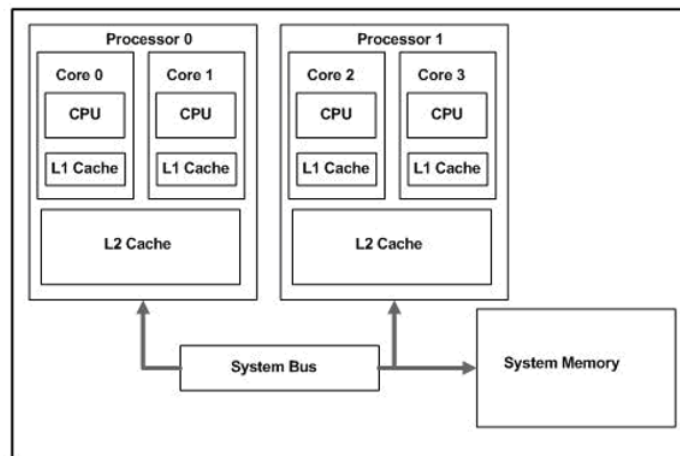 Processor 0
Core 0
CPU
L1 Cache
Core 1
CPU
L1 Cache
L2 Cache
Processor 1
Core 2
CPU
L1 Cache
Core 3
CPU
L1 Cache
L2 Cache
System Bus
System Memory